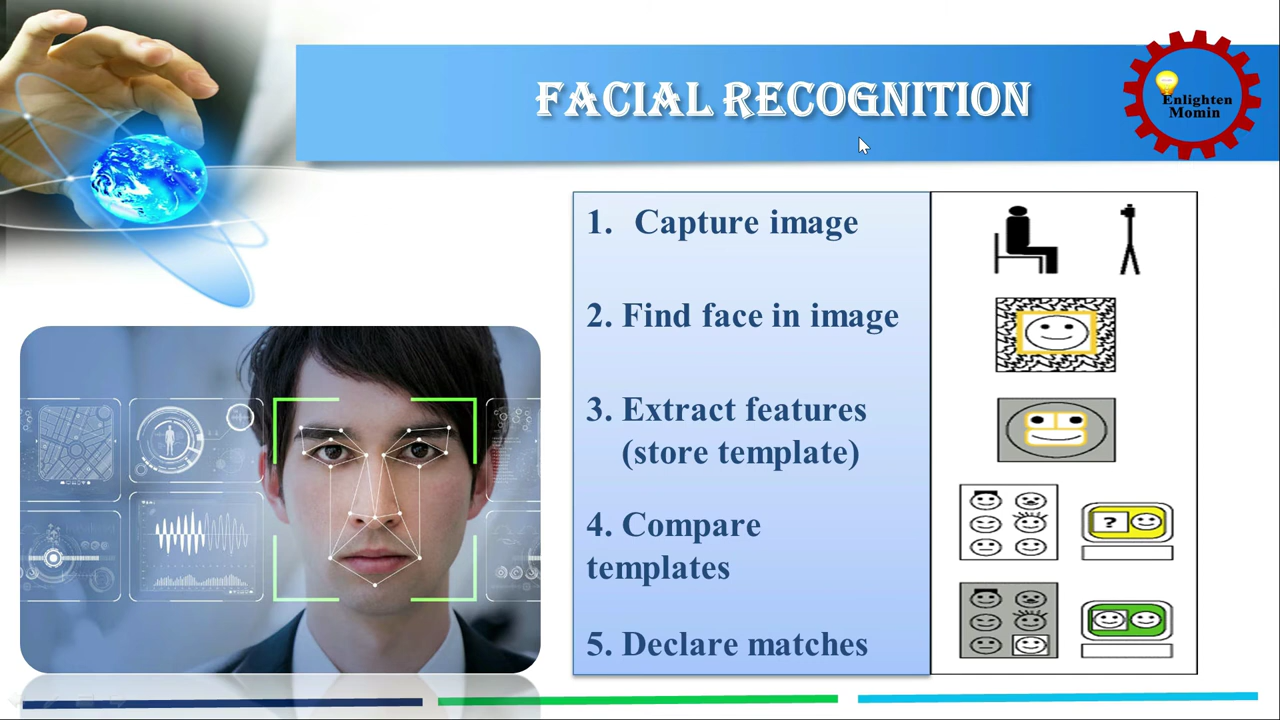 FACIAL RECOGNITION
Enlighten
Momin
1. Capture image
2. Find face in image
3. Extract features
(store template)
4. Compare
templates
5. Declare matches
?